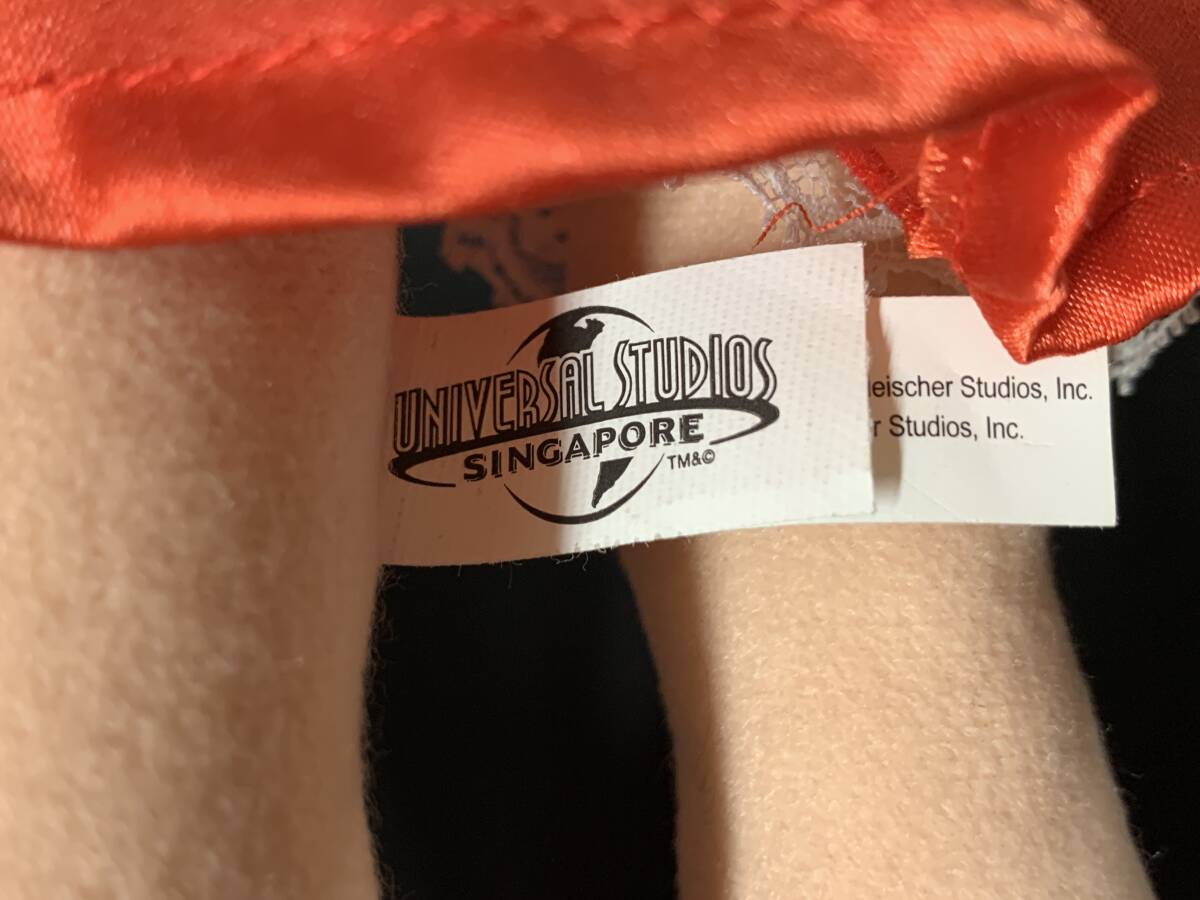 UNIVERSAL STUDIOS
SINGAPORE
TM&©
leischer Studios, Inc.
r Studios, Inc.